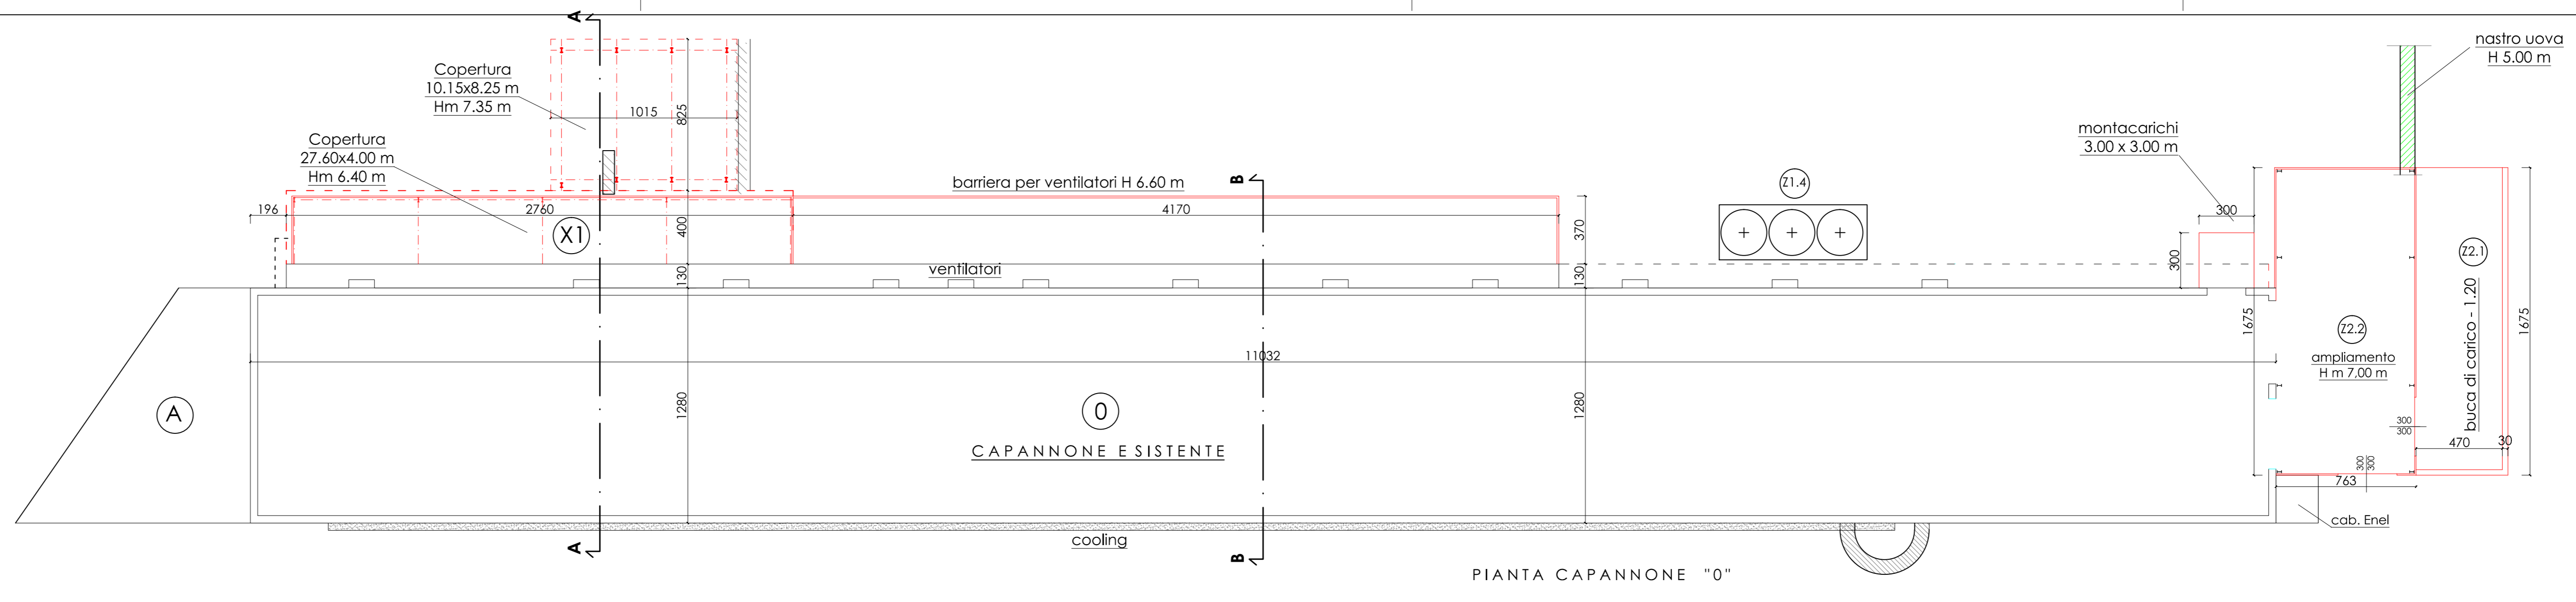 A
nastro uova
H 5.00 m
Copertura
10.15x8.25 m
Hm 7.35 m
1015
825
montacarichi
3.00 x 3.00 m
Copertura
27.60x4.00 m
Hm 6.40 m
barriera per ventilatori H 6.60 m
B
Z1.4
196
2760
4170
300
400
370
X1
300
Z2.1
ventilatori
130
130
1675
buca di carico - 1.20
1675
Z2.2
ampliamento
H m 7,00 m
11032
A
1280
0
1280
CAPANNONE ESISTENTE
300
300
470
30
300
300
763
cab. Enel
cooling
A
B
PIANTA CAPANNONE "0"